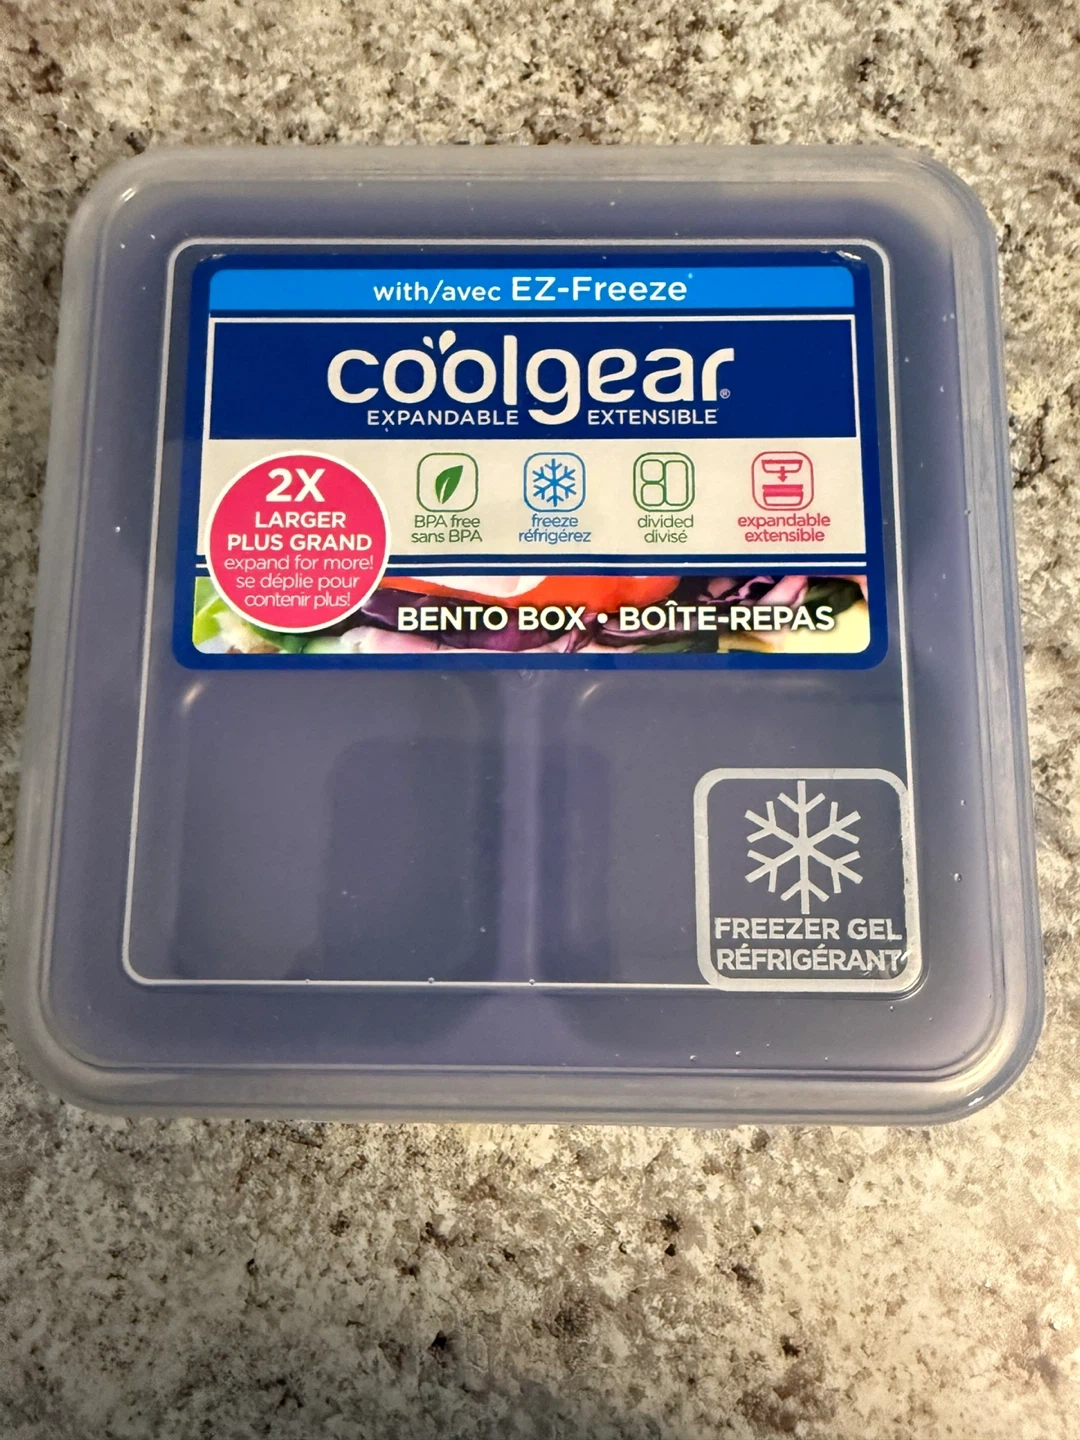 with/avec EZ-Freeze
coolgear®
EXPANDABLE EXTENSIBLE
2X
LARGER
PLUS GRAND
expand for more!
se déplie pour
contenir plus!
BPA free
sans BPA
freeze
réfrigérez
divided
divisé
expandable
extensible
BENTO BOX • BOÎTE-REPAS
FREEZER GEL
RÉFRIGÉRANT